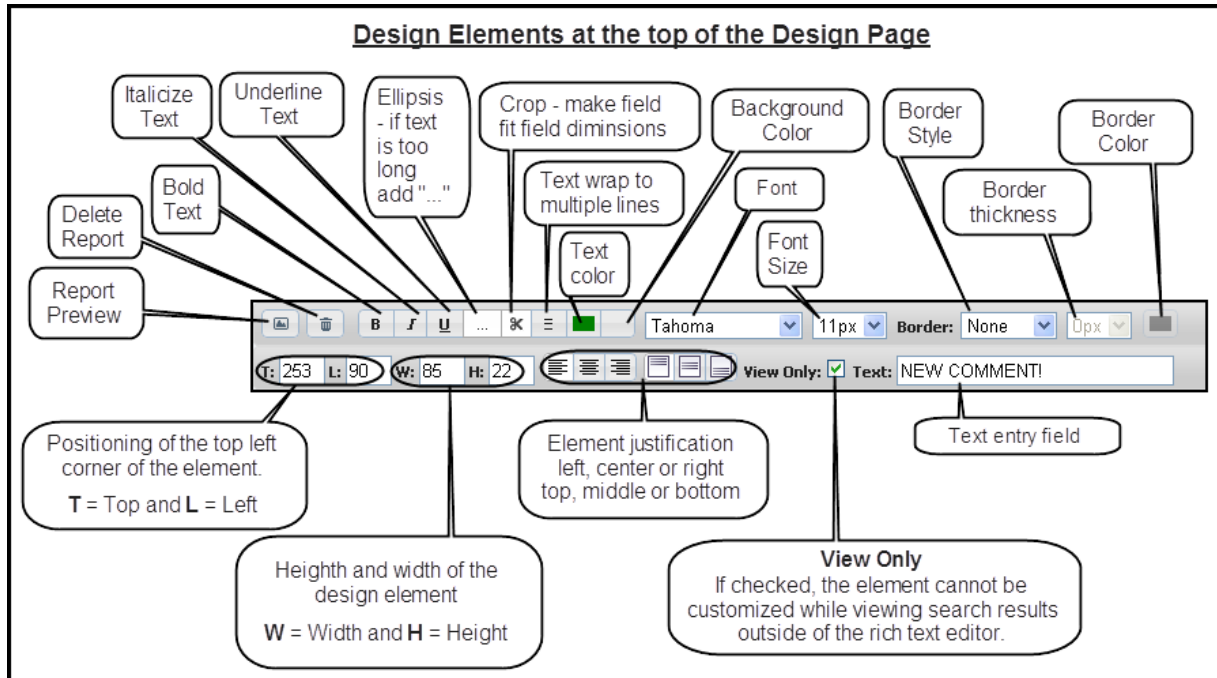 Design Elements at the top of the Design Page
Italicize
Text
Underline
Text
Ellipsis
- if text
is too
long
add "..."
Crop - make field
fit field diminsions
Background
Color
Border
Style
Border
Color
Bold
Text
Text wrap to
multiple lines
Font
Border
thickness
Delete
Report
Text
color
Font
Size
Report
Preview
B I U ... Tahoma 11px Border: None 0px
T: 253 L: 90 W: 85 H: 22 View Only: Text: NEW COMMENT!
Positioning of the top left
corner of the element.
T = Top and L = Left
Element justification
left, center or right
top, middle or bottom
Text entry field
Heighth and width of the
design element
W = Width and H = Height
View Only
If checked, the element cannot be
customized while viewing search results
outside of the rich text editor.